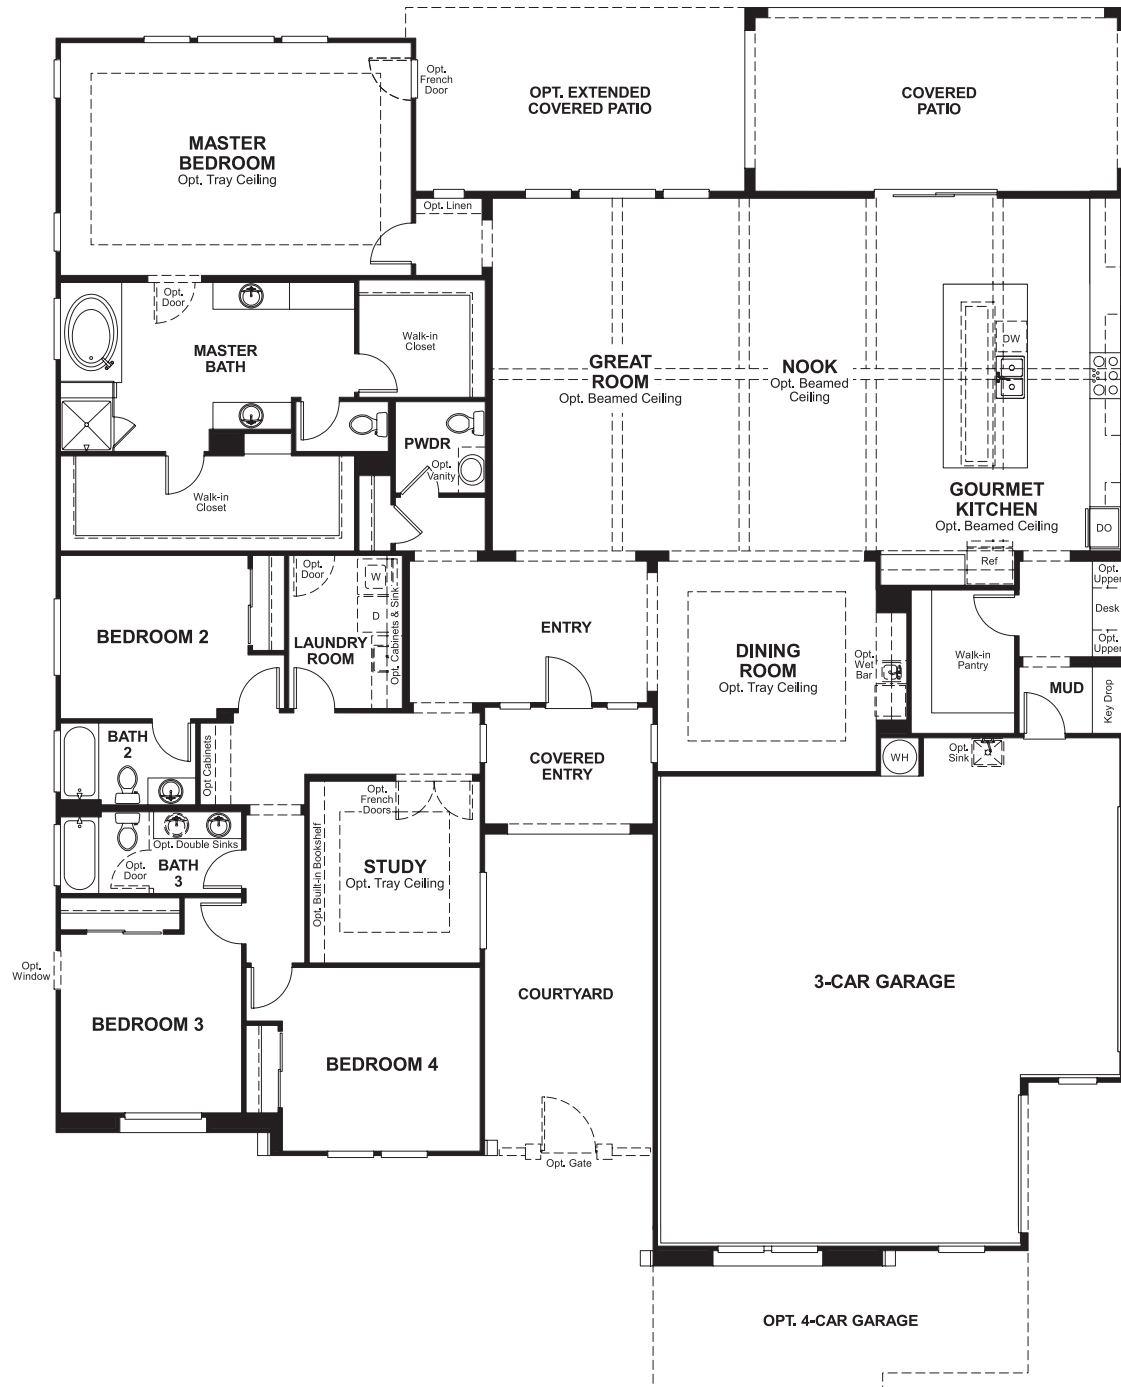 OPT. EXTENDED
COVERED PATIO
COVERED
PATIO
Opt.
French
Door
MASTER
BEDROOM
Opt. Tray Ceiling
Opt. Linen
Opt.
Door
MASTER
BATH
Walk-in
Closet
GREAT
ROOM
Opt. Beamed Ceiling
NOOK
Opt. Beamed
Ceiling
DW
PWDR
Opt.
Vanity
Walk-in
Closet
GOURMET
KITCHEN
Opt. Beamed Ceiling
DO
Ref
Opt.
Door
W
D
Opt. Cabinets & Sink
LAUNDRY
ROOM
BEDROOM 2
ENTRY
DINING
ROOM
Opt. Tray Ceiling
Opt.
Wet
Bar
Walk-in
Pantry
Opt.
Upper
Desk
Opt.
Upper
MUD
Key Drop
BATH
2
Opt Cabinets
COVERED
ENTRY
WH
Opt.
Sink
Opt.
French
Doors
Opt. Double Sinks
Opt.
Door
BATH
3
Opt. Built-in Bookshelf
STUDY
Opt. Tray Ceiling
Opt.
Window
BEDROOM 3
BEDROOM 4
COURTYARD
3-CAR GARAGE
Opt. Gate
OPT. 4-CAR GARAGE